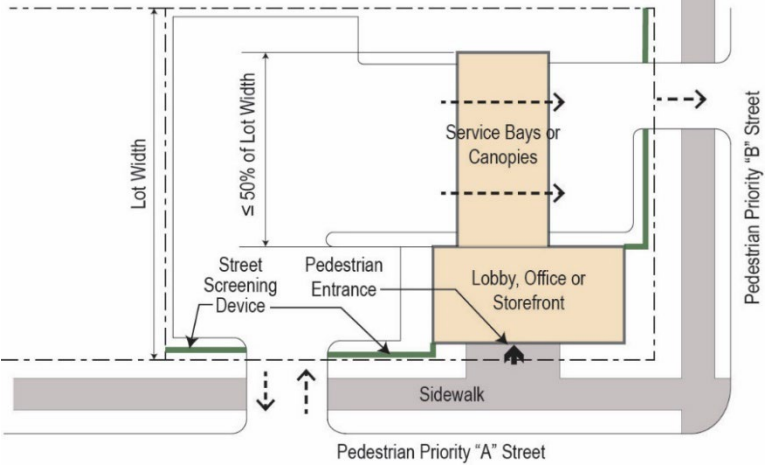 Lot Width
≤ 50% of Lot Width
Service Bays or
Canopies
Pedestrian Priority “B” Street
Street
Screening
Device
Pedestrian
Entrance
Lobby, Office or
Storefront
Sidewalk
Pedestrian Priority “A” Street